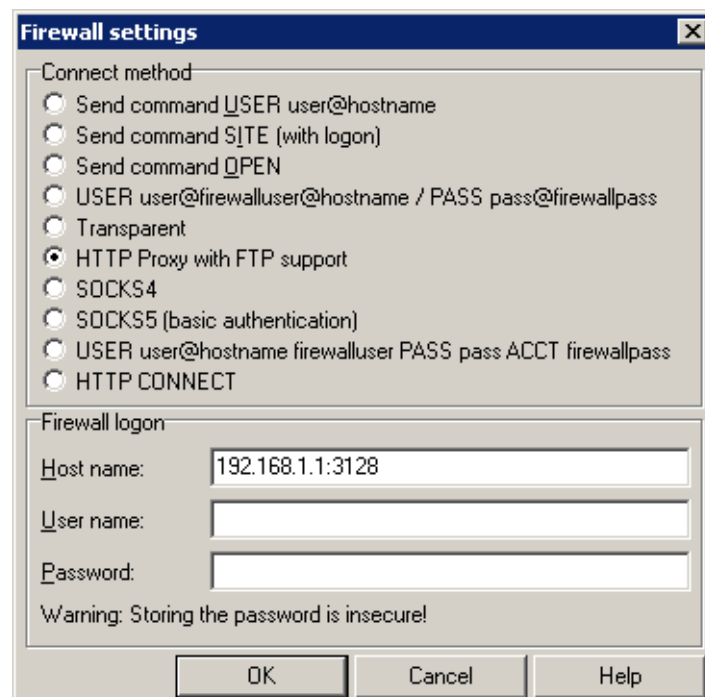 Firewall settings
Connect method
Send command USER user@hostname
Send command SITE (with logon)
Send command OPEN
USER user@firewalluser@hostname / PASS pass@firewallpass
Transparent
HTTP Proxy with FTP support
SOCKS4
SOCKS5 (basic authentication)
USER user@hostname firewalluser PASS pass ACCT firewallpass
HTTP CONNECT
Firewall logon
Host name: 192.168.1.1:3128
User name:
Password:
Warning: Storing the password is insecure!
OK Cancel Help